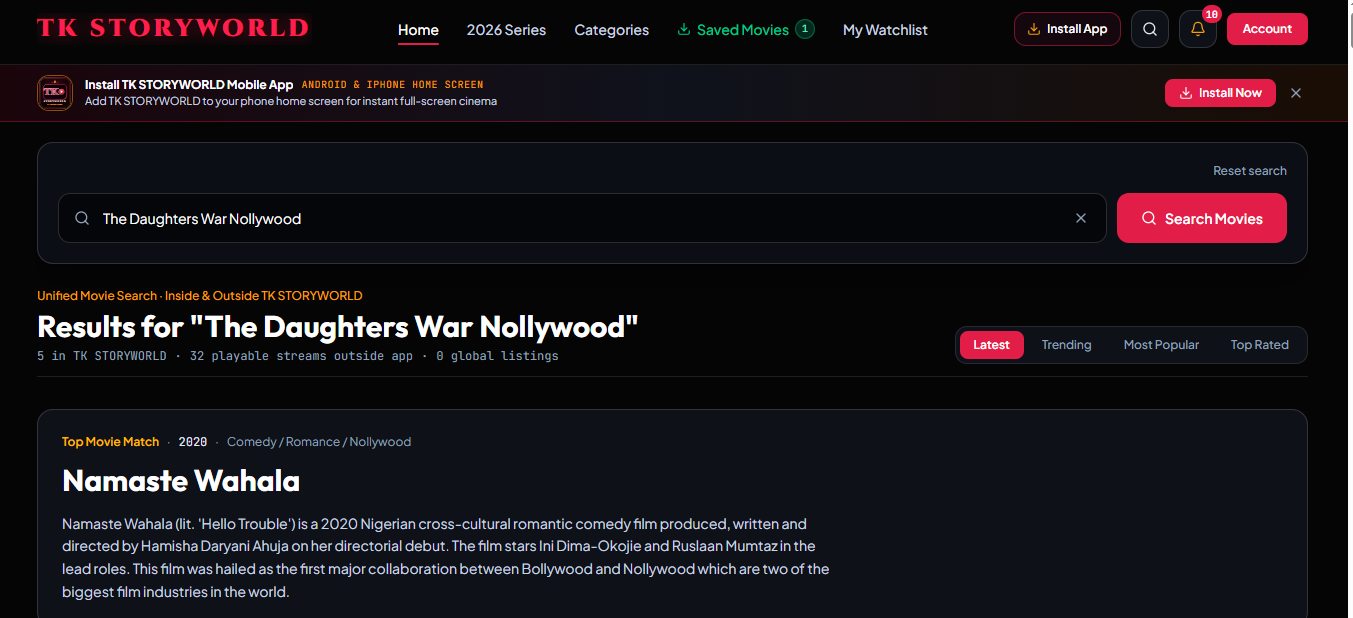 TK STORYWORLD
Home
2026 Series
Categories
Saved Movies 1
My Watchlist
Install App
10
Account
TKO
Install TK STORYWORLD Mobile App ANDROID & IPHONE HOME SCREEN
Add TK STORYWORLD to your phone home screen for instant full-screen cinema
Install Now
Reset search
The Daughters War Nollywood
Search Movies
Unified Movie Search · Inside & Outside TK STORYWORLD
Results for "The Daughters War Nollywood"
5 in TK STORYWORLD · 32 playable streams outside app · 0 global listings
Latest
Trending
Most Popular
Top Rated
Top Movie Match · 2020 · Comedy / Romance / Nollywood
Namaste Wahala
Namaste Wahala (lit. 'Hello Trouble') is a 2020 Nigerian cross-cultural romantic comedy film produced, written and
directed by Hamisha Daryani Ahuja on her directorial debut. The film stars Ini Dima-Okojie and Ruslaan Mumtaz in the
lead roles. This film was hailed as the first major collaboration between Bollywood and Nollywood which are two of the
biggest film industries in the world.